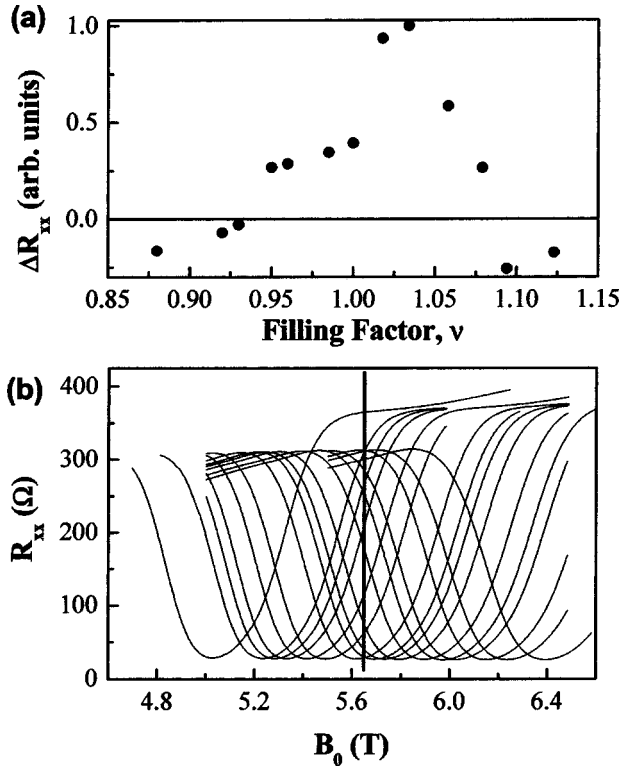 (a)
1.0
0.5
0.0
ΔR_xx (arb. units)
0.85 0.90 0.95 1.00 1.05 1.10 1.15
Filling Factor, ν
(b)
400
300
200
100
0
R_xx (Ω)
4.8 5.2 5.6 6.0 6.4
B_0 (T)